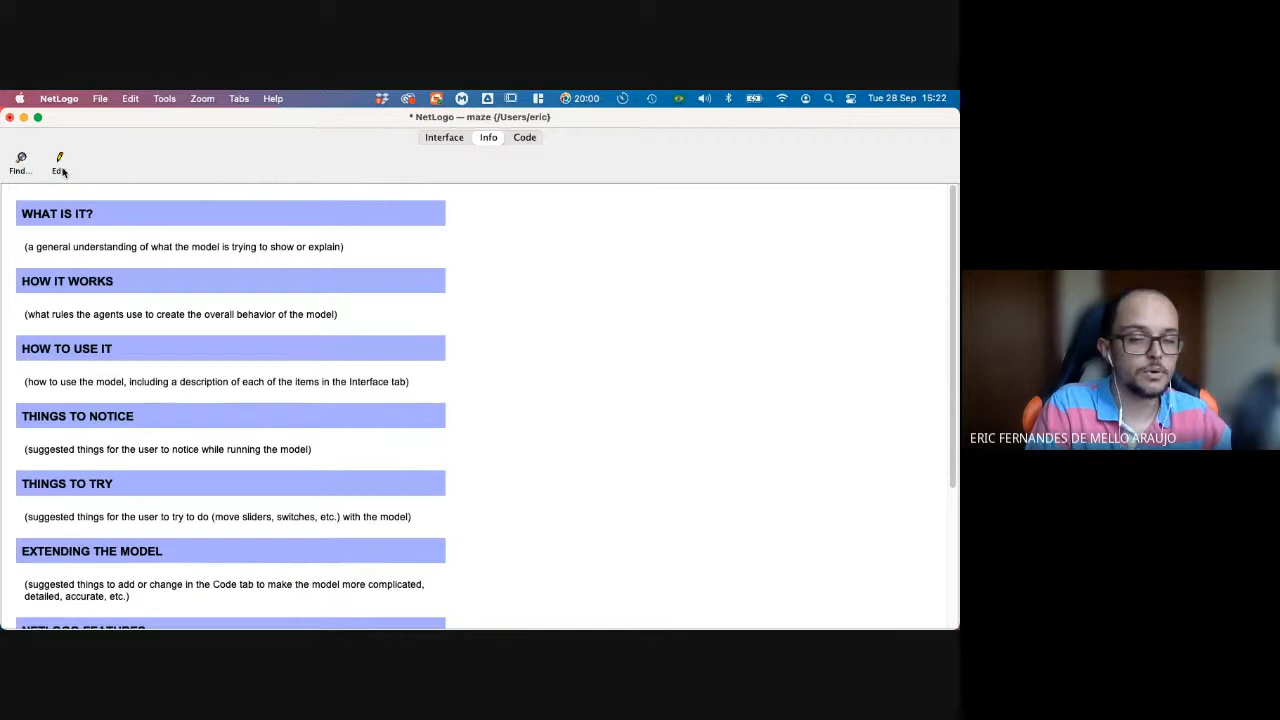 NetLogo File Edit Tools Zoom Tabs Help 20:00 Tue 28 Sep 15:22
* NetLogo — maze {/Users/eric}
Interface Info Code
Find...
WHAT IS IT?
(a general understanding of what the model is trying to show or explain)
HOW IT WORKS
(what rules the agents use to create the overall behavior of the model)
HOW TO USE IT
(how to use the model, including a description of each of the items in the Interface tab)
THINGS TO NOTICE
(suggested things for the user to notice while running the model)
THINGS TO TRY
(suggested things for the user to try to do (move sliders, switches, etc.) with the model)
EXTENDING THE MODEL
(suggested things to add or change in the Code tab to make the model more complicated,
detailed, accurate, etc.)
NETLOGO FEATURES
ERIC FERNANDES DE MELLO ARAUJO